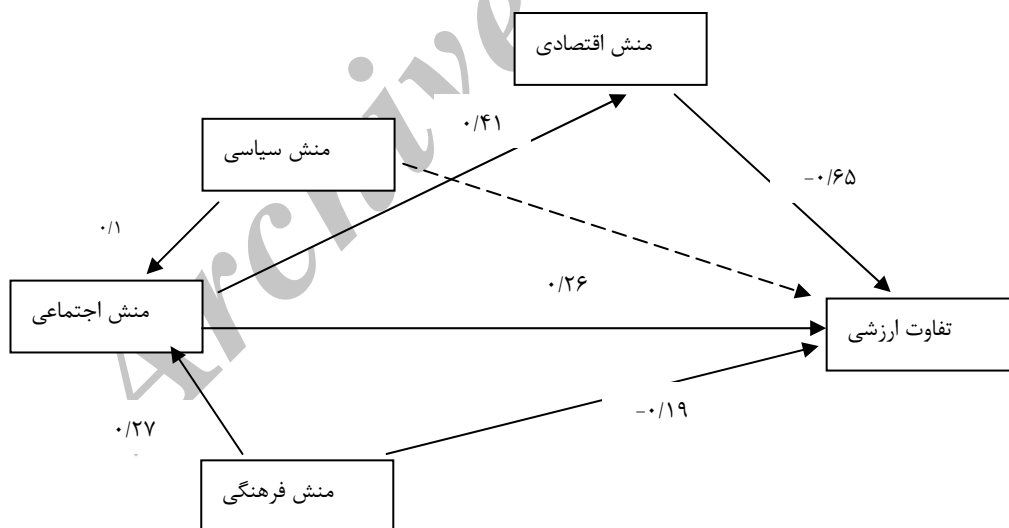 منش اقتصادی
۰/۴۱
منش سیاسی
-۰/۶۵
۰/۱
۰/۲۶
منش اجتماعی
تفاوت ارزشی
-۰/۱۹
۰/۲۷
منش فرهنگی
Archive